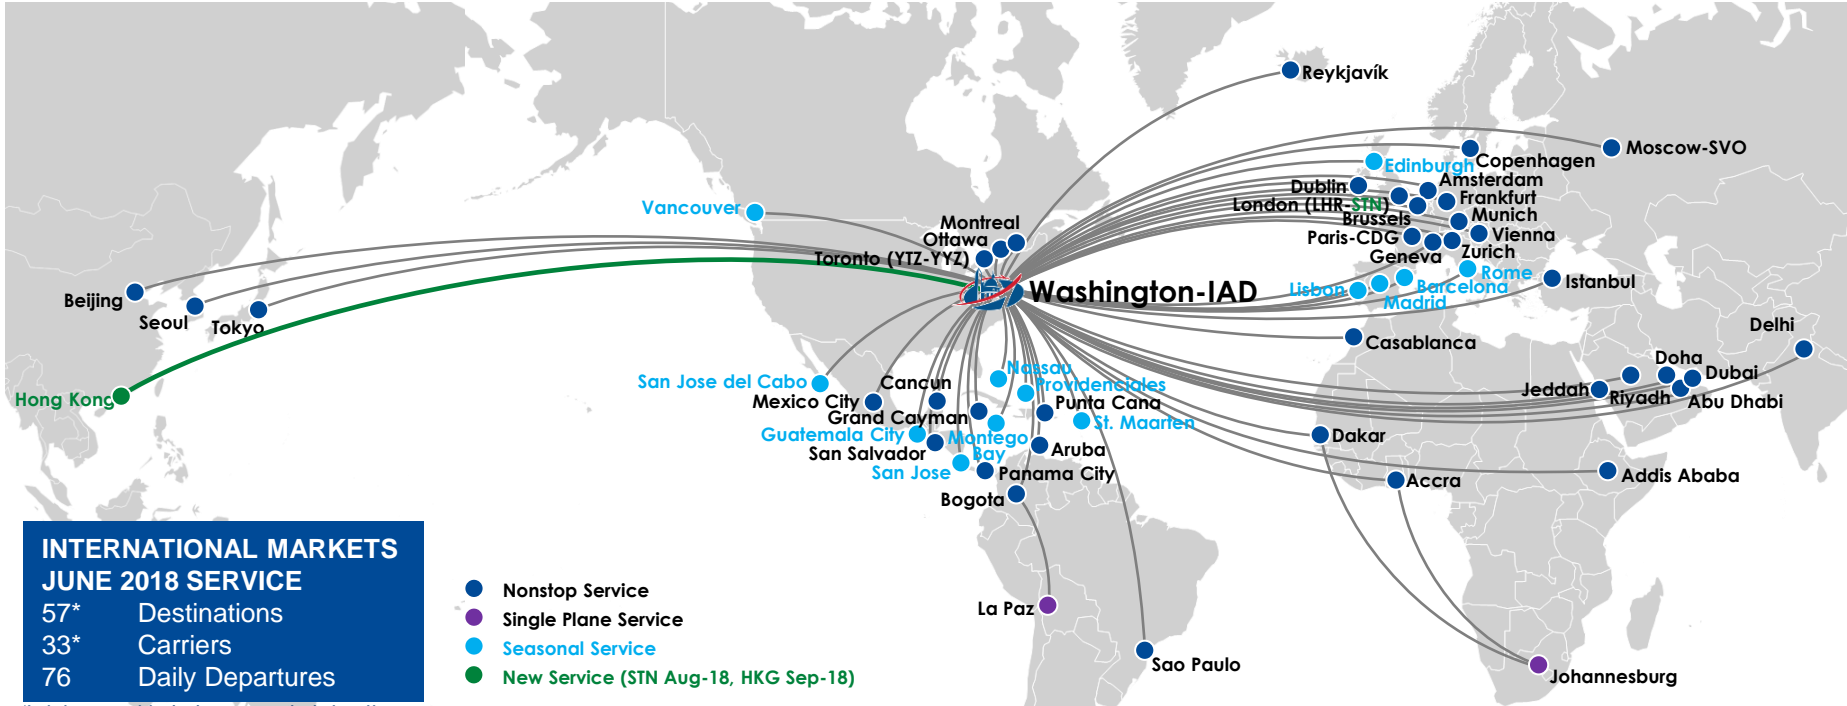 Reykjavík
Moscow-SVO
Copenhagen
Edinburgh
Amsterdam
Dublin
Frankfurt
London (LHR-STN)
Munich
Brussels
Vienna
Paris-CDG
Zurich
Geneva
Rome
Istanbul
Barcelona
Lisbon
Madrid
Vancouver
Montreal
Ottawa
Toronto (YTZ-YYZ)
Washington-IAD
Beijing
Seoul
Tokyo
Hong Kong
Casablanca
Delhi
Doha
Dubai
Jeddah
Riyadh
Abu Dhabi
San Jose del Cabo
Cancun
Nassau
Providenciales
Mexico City
Punta Cana
Grand Cayman
St. Maarten
Guatemala City
Montego
Bay
San Salvador
Aruba
San Jose
Panama City
Bogota
Dakar
Accra
Addis Ababa
La Paz
Sao Paulo
Johannesburg
INTERNATIONAL MARKETS
JUNE 2018 SERVICE
57* Destinations
33* Carriers
76 Daily Departures
Nonstop Service
Single Plane Service
Seasonal Service
New Service (STN Aug-18, HKG Sep-18)